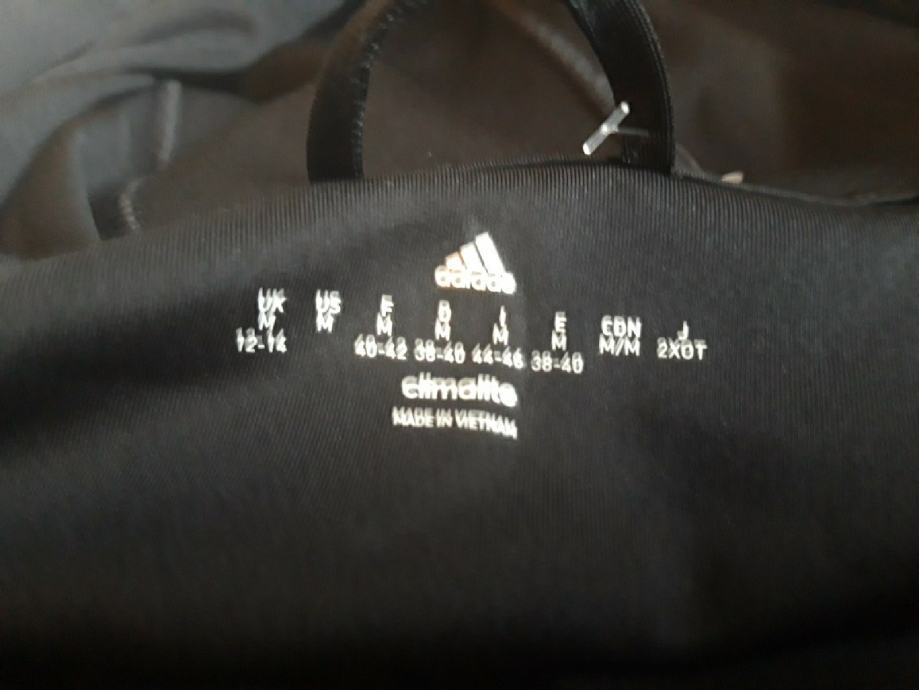 adidas
UK US F D I E CDN J
M M M M M M M/M 2XOT
12-14 40-42 38-40 44-46 38-40
climalite
MADE IN VIETNAM